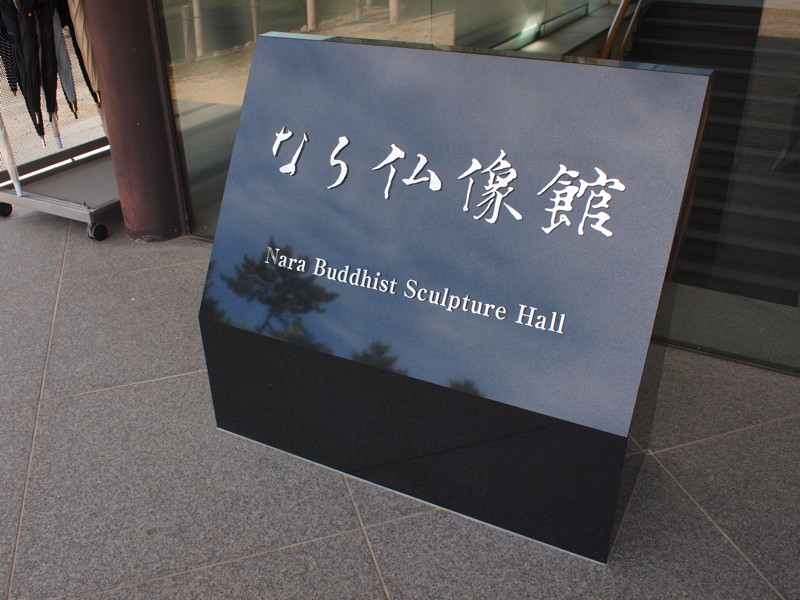 なら仏像館
Nara Buddhist Sculpture Hall